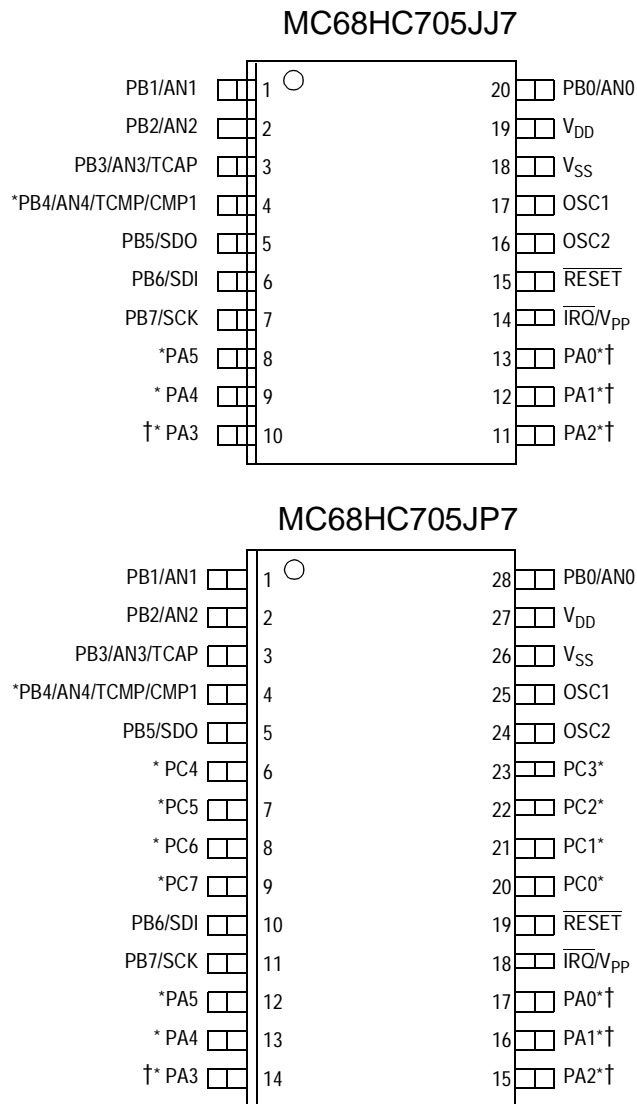 MC68HC705JJ7
PB1/AN1 1 20 PB0/AN0
PB2/AN2 2 19 VDD
PB3/AN3/TCAP 3 18 VSS
*PB4/AN4/TCMP/CMP1 4 17 OSC1
PB5/SDO 5 16 OSC2
PB6/SDI 6 15 RESET
PB7/SCK 7 14 IRQ/VPP
*PA5 8 13 PA0*†
* PA4 9 12 PA1*†
†* PA3 10 11 PA2*†
MC68HC705JP7
PB1/AN1 1 28 PB0/AN0
PB2/AN2 2 27 VDD
PB3/AN3/TCAP 3 26 VSS
*PB4/AN4/TCMP/CMP1 4 25 OSC1
PB5/SDO 5 24 OSC2
* PC4 6 23 PC3*
*PC5 7 22 PC2*
* PC6 8 21 PC1*
*PC7 9 20 PC0*
PB6/SDI 10 19 RESET
PB7/SCK 11 18 IRQ/VPP
*PA5 12 17 PA0*†
* PA4 13 16 PA1*†
†* PA3 14 15 PA2*†